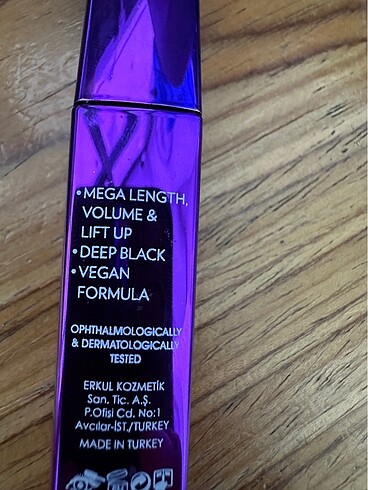 •MEGA LENGTH,
VOLUME &
LIFT UP
•DEEP BLACK
•VEGAN
FORMULA
OPHTHALMOLOGICALLY
& DERMATOLOGICALLY
TESTED
ERKUL KOZMETİK
San. Tic. A.Ş.
P.Ofisi Cd. No:1
Avcılar-İST./TURKEY
MADE IN TURKEY